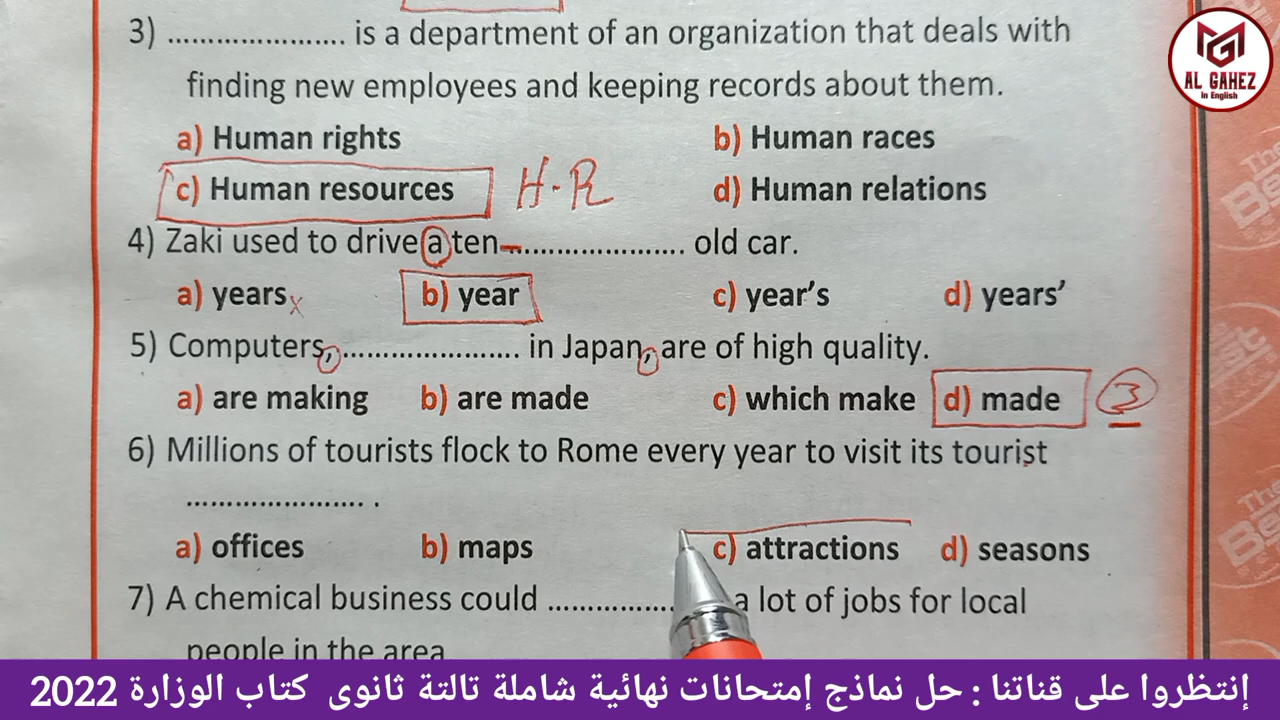 3) ...................... is a department of an organization that deals with
finding new employees and keeping records about them.
a) Human rights b) Human races
c) Human resources H.R d) Human relations
4) Zaki used to drive a ten-...................... old car.
a) years x b) year c) year's d) years'
5) Computers, ...................... in Japan, are of high quality.
a) are making b) are made c) which make d) made 3
6) Millions of tourists flock to Rome every year to visit its tourist
...................... .
a) offices b) maps c) attractions d) seasons
7) A chemical business could ................ a lot of jobs for local
people in the area
AL GAHEZ
in English
The
Best
The
Best
إنتظروا على قناتنا : حل نماذج إمتحانات نهائية شاملة تالتة ثانوى كتاب الوزارة 2022